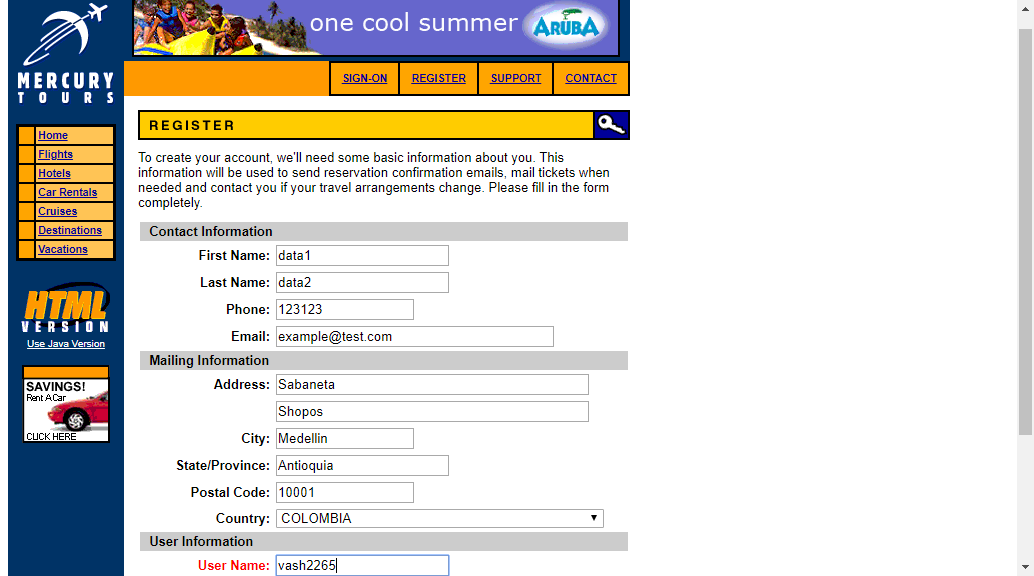 one cool summer ARUBA
MERCURY
TOURS
SIGN-ON REGISTER SUPPORT CONTACT
Home
Flights
Hotels
Car Rentals
Cruises
Destinations
Vacations
HTML
VERSION
Use Java Version
SAVINGS!
Rent A Car
CLICK HERE
REGISTER
To create your account, we'll need some basic information about you. This
information will be used to send reservation confirmation emails, mail tickets when
needed and contact you if your travel arrangements change. Please fill in the form
completely.
Contact Information
First Name: data1
Last Name: data2
Phone: 123123
Email: example@test.com
Mailing Information
Address: Sabaneta
Shopos
City: Medellin
State/Province: Antioquia
Postal Code: 10001
Country: COLOMBIA
User Information
User Name: vash2265